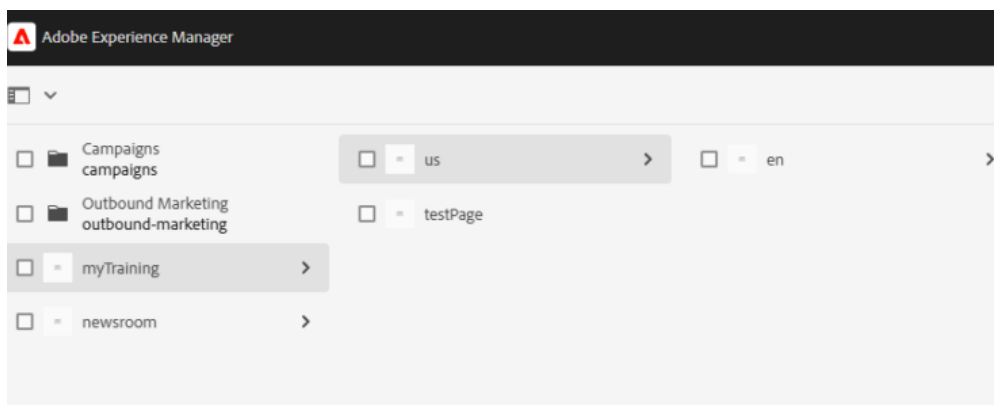 Adobe Experience Manager
Campaigns
campaigns
Outbound Marketing
outbound-marketing
myTraining
newsroom
us
testPage
en